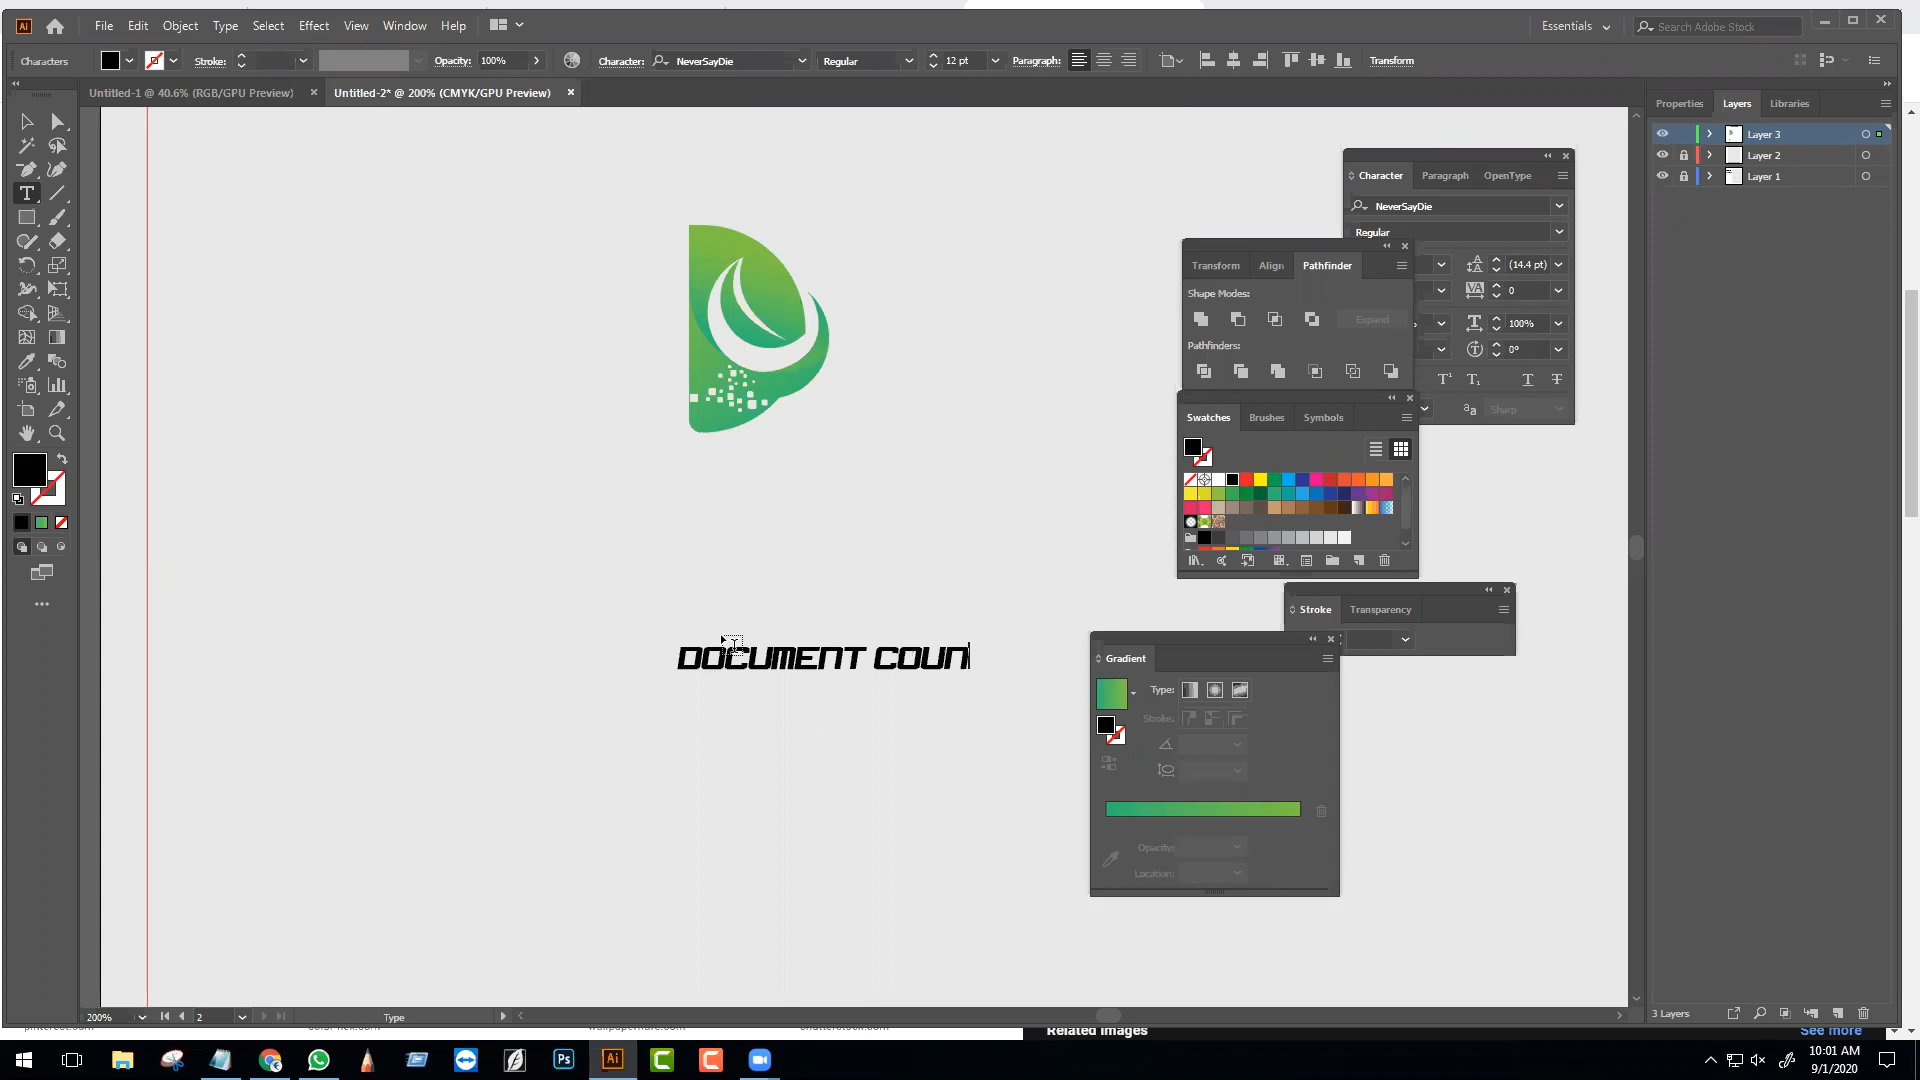 Ai File Edit Object Type Select Effect View Window Help Essentials Search Adobe Stock
Characters Stroke: Opacity: 100% Character: NeverSayDie Regular 12 pt Paragraph: Transform
Untitled-1 @ 40.6% (RGB/GPU Preview) Untitled-2* @ 200% (CMYK/GPU Preview)
Properties Layers Libraries
Layer 3
Layer 2
Layer 1
Character Paragraph OpenType
NeverSayDie
Regular
(14.4 pt)
0
100%
0°
Sharp
Transform Align Pathfinder
Shape Modes:
Expand
Pathfinders:
Swatches Brushes Symbols
Stroke Transparency
DOCUMENT COUN
Gradient
Type:
Stroke:
Opacity:
Location:
200% 2 Type
3 Layers
Related Images See more
Ps Ai
10:01 AM
9/1/2020